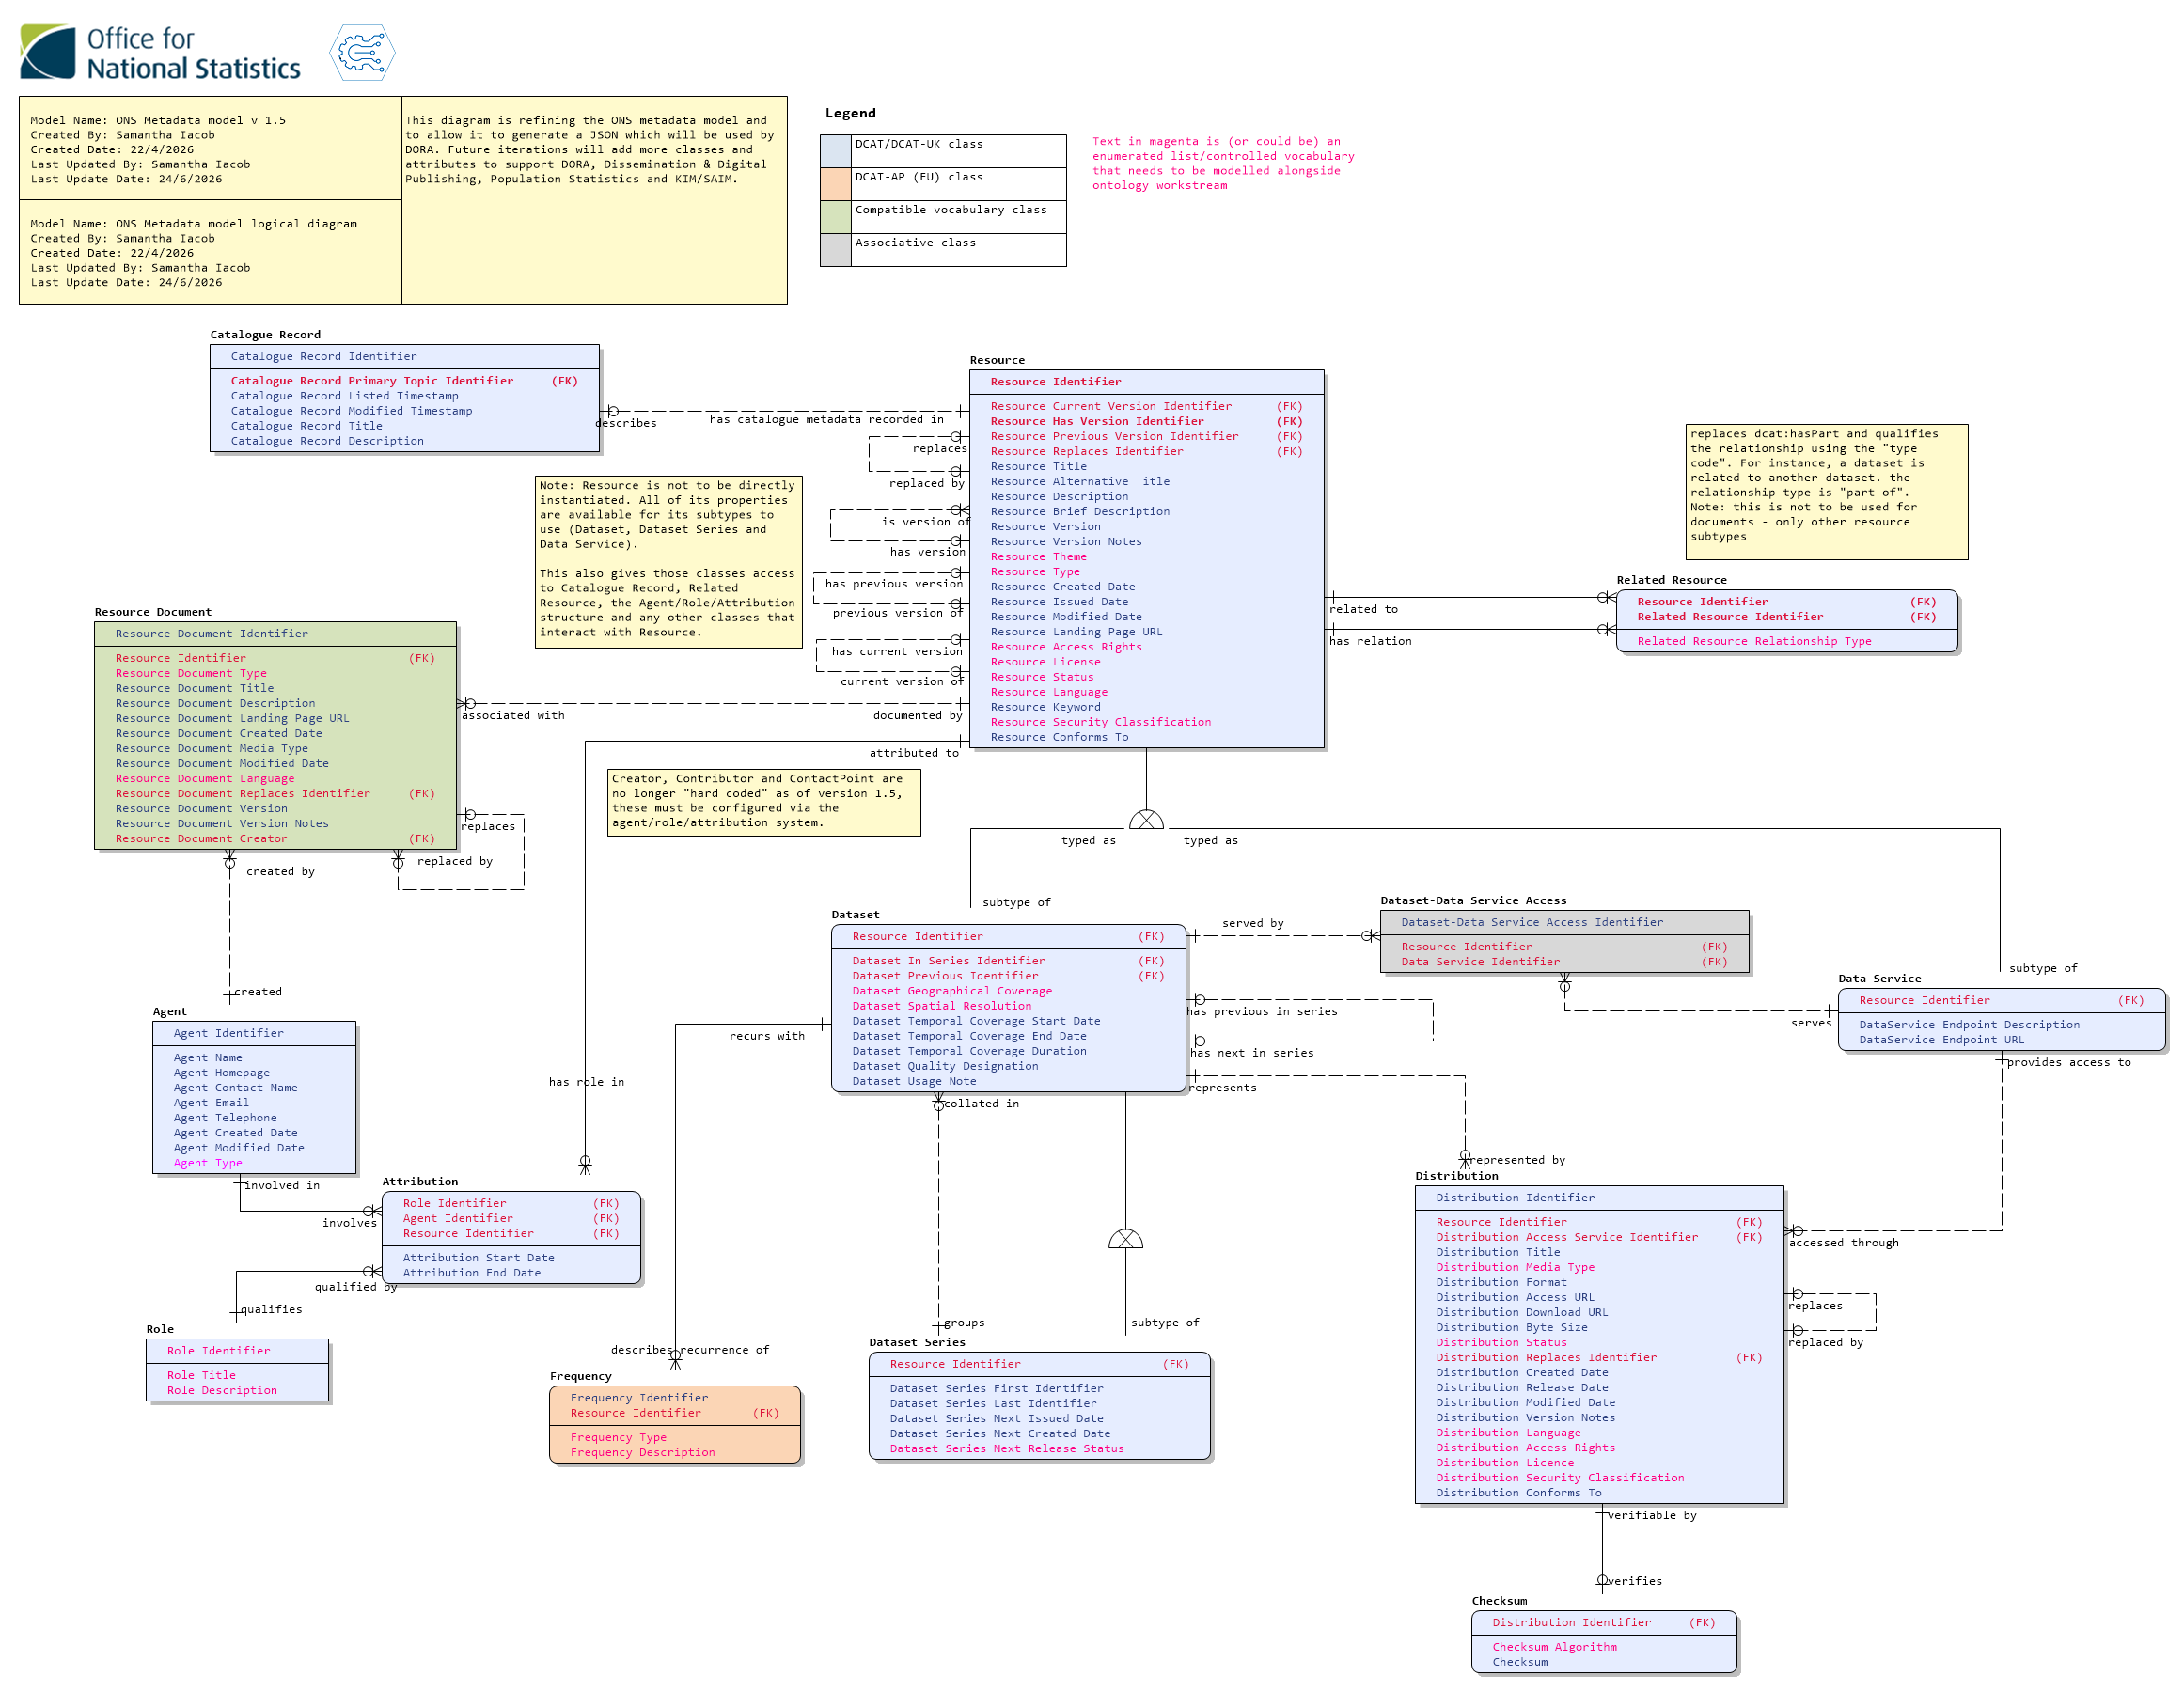 Office for
National Statistics
Model Name: ONS Metadata model v 1.5
Created By: Samantha Iacob
Created Date: 22/4/2026
Last Updated By: Samantha Iacob
Last Update Date: 24/6/2026
Model Name: ONS Metadata model logical diagram
Created By: Samantha Iacob
Created Date: 22/4/2026
Last Updated By: Samantha Iacob
Last Update Date: 24/6/2026
This diagram is refining the ONS metadata model and
to allow it to generate a JSON which will be used by
DORA. Future iterations will add more classes and
attributes to support DORA, Dissemination & Digital
Publishing, Population Statistics and KIM/SAIM.
Legend
DCAT/DCAT-UK class
DCAT-AP (EU) class
Compatible vocabulary class
Associative class
Text in magenta is (or could be) an
enumerated list/controlled vocabulary
that needs to be modelled alongside
ontology workstream
Catalogue Record
Catalogue Record Identifier
Catalogue Record Primary Topic Identifier (FK)
Catalogue Record Listed Timestamp
Catalogue Record Modified Timestamp
Catalogue Record Title
Catalogue Record Description
describes
has catalogue metadata recorded in
Resource
Resource Identifier
Resource Current Version Identifier (FK)
Resource Has Version Identifier (FK)
Resource Previous Version Identifier (FK)
Resource Replaces Identifier (FK)
Resource Title
Resource Alternative Title
Resource Description
Resource Brief Description
Resource Version
Resource Version Notes
Resource Theme
Resource Type
Resource Created Date
Resource Issued Date
Resource Modified Date
Resource Landing Page URL
Resource Access Rights
Resource License
Resource Status
Resource Language
Resource Keyword
Resource Security Classification
Resource Conforms To
replaces
replaced by
is version of
has version
has previous version
previous version of
has current version
current version of
documented by
associated with
attributed to
Note: Resource is not to be directly
instantiated. All of its properties
are available for its subtypes to
use (Dataset, Dataset Series and
Data Service).
This also gives those classes access
to Catalogue Record, Related
Resource, the Agent/Role/Attribution
structure and any other classes that
interact with Resource.
replaces dcat:hasPart and qualifies
the relationship using the "type
code". For instance, a dataset is
related to another dataset. the
relationship type is "part of".
Note: this is not to be used for
documents - only other resource
subtypes
related to
has relation
Related Resource
Resource Identifier (FK)
Related Resource Identifier (FK)
Related Resource Relationship Type
Resource Document
Resource Document Identifier
Resource Identifier (FK)
Resource Document Type
Resource Document Title
Resource Document Description
Resource Document Landing Page URL
Resource Document Created Date
Resource Document Media Type
Resource Document Modified Date
Resource Document Language
Resource Document Replaces Identifier (FK)
Resource Document Version
Resource Document Version Notes
Resource Document Creator (FK)
replaces
replaced by
created by
created
Creator, Contributor and ContactPoint are
no longer "hard coded" as of version 1.5,
these must be configured via the
agent/role/attribution system.
typed as
typed as
subtype of
subtype of
Dataset
Resource Identifier (FK)
Dataset In Series Identifier (FK)
Dataset Previous Identifier (FK)
Dataset Geographical Coverage
Dataset Spatial Resolution
Dataset Temporal Coverage Start Date
Dataset Temporal Coverage End Date
Dataset Temporal Coverage Duration
Dataset Quality Designation
Dataset Usage Note
served by
has previous in series
has next in series
represents
collated in
recurs with
has role in
Dataset-Data Service Access
Dataset-Data Service Access Identifier
Resource Identifier (FK)
Data Service Identifier (FK)
serves
Data Service
Resource Identifier (FK)
DataService Endpoint Description
DataService Endpoint URL
provides access to
Agent
Agent Identifier
Agent Name
Agent Homepage
Agent Contact Name
Agent Email
Agent Telephone
Agent Created Date
Agent Modified Date
Agent Type
involved in
involves
Attribution
Role Identifier (FK)
Agent Identifier (FK)
Resource Identifier (FK)
Attribution Start Date
Attribution End Date
qualified by
qualifies
Role
Role Identifier
Role Title
Role Description
describes recurrence of
Frequency
Frequency Identifier
Resource Identifier (FK)
Frequency Type
Frequency Description
groups
subtype of
Dataset Series
Resource Identifier (FK)
Dataset Series First Identifier
Dataset Series Last Identifier
Dataset Series Next Issued Date
Dataset Series Next Created Date
Dataset Series Next Release Status
represented by
Distribution
Distribution Identifier
Resource Identifier (FK)
Distribution Access Service Identifier (FK)
Distribution Title
Distribution Media Type
Distribution Format
Distribution Access URL
Distribution Download URL
Distribution Byte Size
Distribution Status
Distribution Replaces Identifier (FK)
Distribution Created Date
Distribution Release Date
Distribution Modified Date
Distribution Version Notes
Distribution Language
Distribution Access Rights
Distribution Licence
Distribution Security Classification
Distribution Conforms To
accessed through
replaces
replaced by
verifiable by
verifies
Checksum
Distribution Identifier (FK)
Checksum Algorithm
Checksum